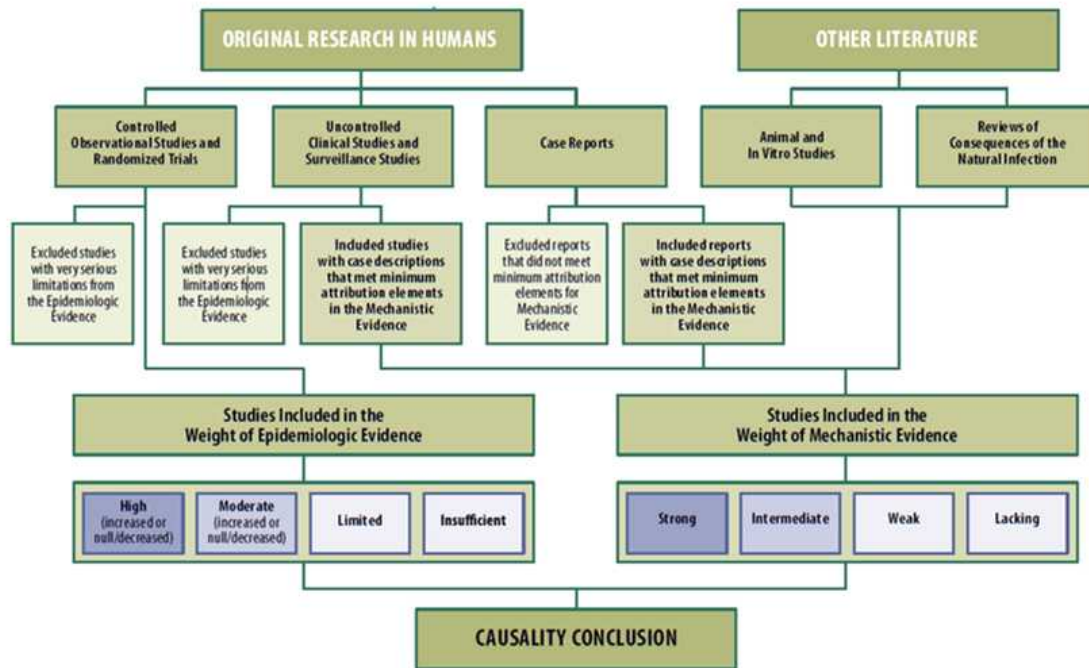 ORIGINAL RESEARCH IN HUMANS
OTHER LITERATURE
Controlled
Observational Studies and
Randomized Trials
Uncontrolled
Clinical Studies and
Surveillance Studies
Case Reports
Animal and
In Vitro Studies
Reviews of
Consequences of the
Natural Infection
Excluded studies
with very serious
limitations from
the Epidemiologic
Evidence
Excluded studies
with very serious
limitations from
the Epidemiologic
Evidence
Included studies
with case descriptions
that met minimum
attribution elements
in the Mechanistic
Evidence
Excluded reports
that did not meet
minimum attribution
elements for
Mechanistic
Evidence
Included reports
with case descriptions
that met minimum
attribution elements
in the Mechanistic
Evidence
Studies Included in the
Weight of Epidemiologic Evidence
Studies Included in the
Weight of Mechanistic Evidence
High
(increased or
null/decreased)
Moderate
(increased or
null/decreased)
Limited
Insufficient
Strong
Intermediate
Weak
Lacking
CAUSALITY CONCLUSION